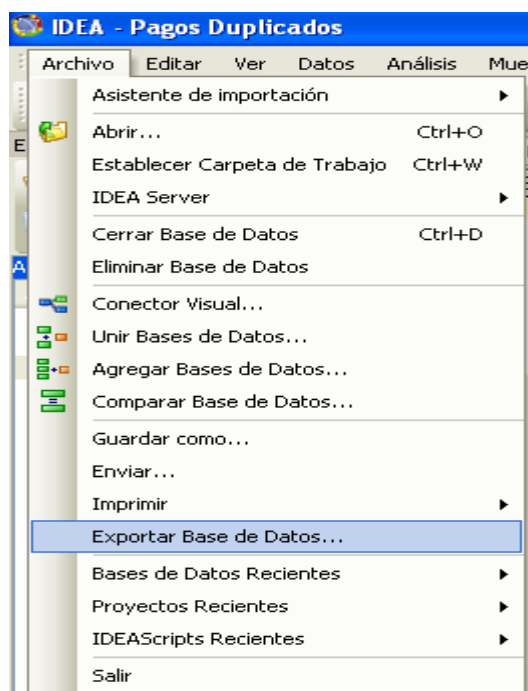 IDEA - Pagos Duplicados
Archivo Editar Ver Datos Análisis Mue
Asistente de importación
Abrir... Ctrl+O
Establecer Carpeta de Trabajo Ctrl+W
IDEA Server
Cerrar Base de Datos Ctrl+D
Eliminar Base de Datos
Conector Visual...
Unir Bases de Datos...
Agregar Bases de Datos...
Comparar Base de Datos...
Guardar como...
Enviar...
Imprimir
Exportar Base de Datos...
Bases de Datos Recientes
Proyectos Recientes
IDEAScripts Recientes
Salir